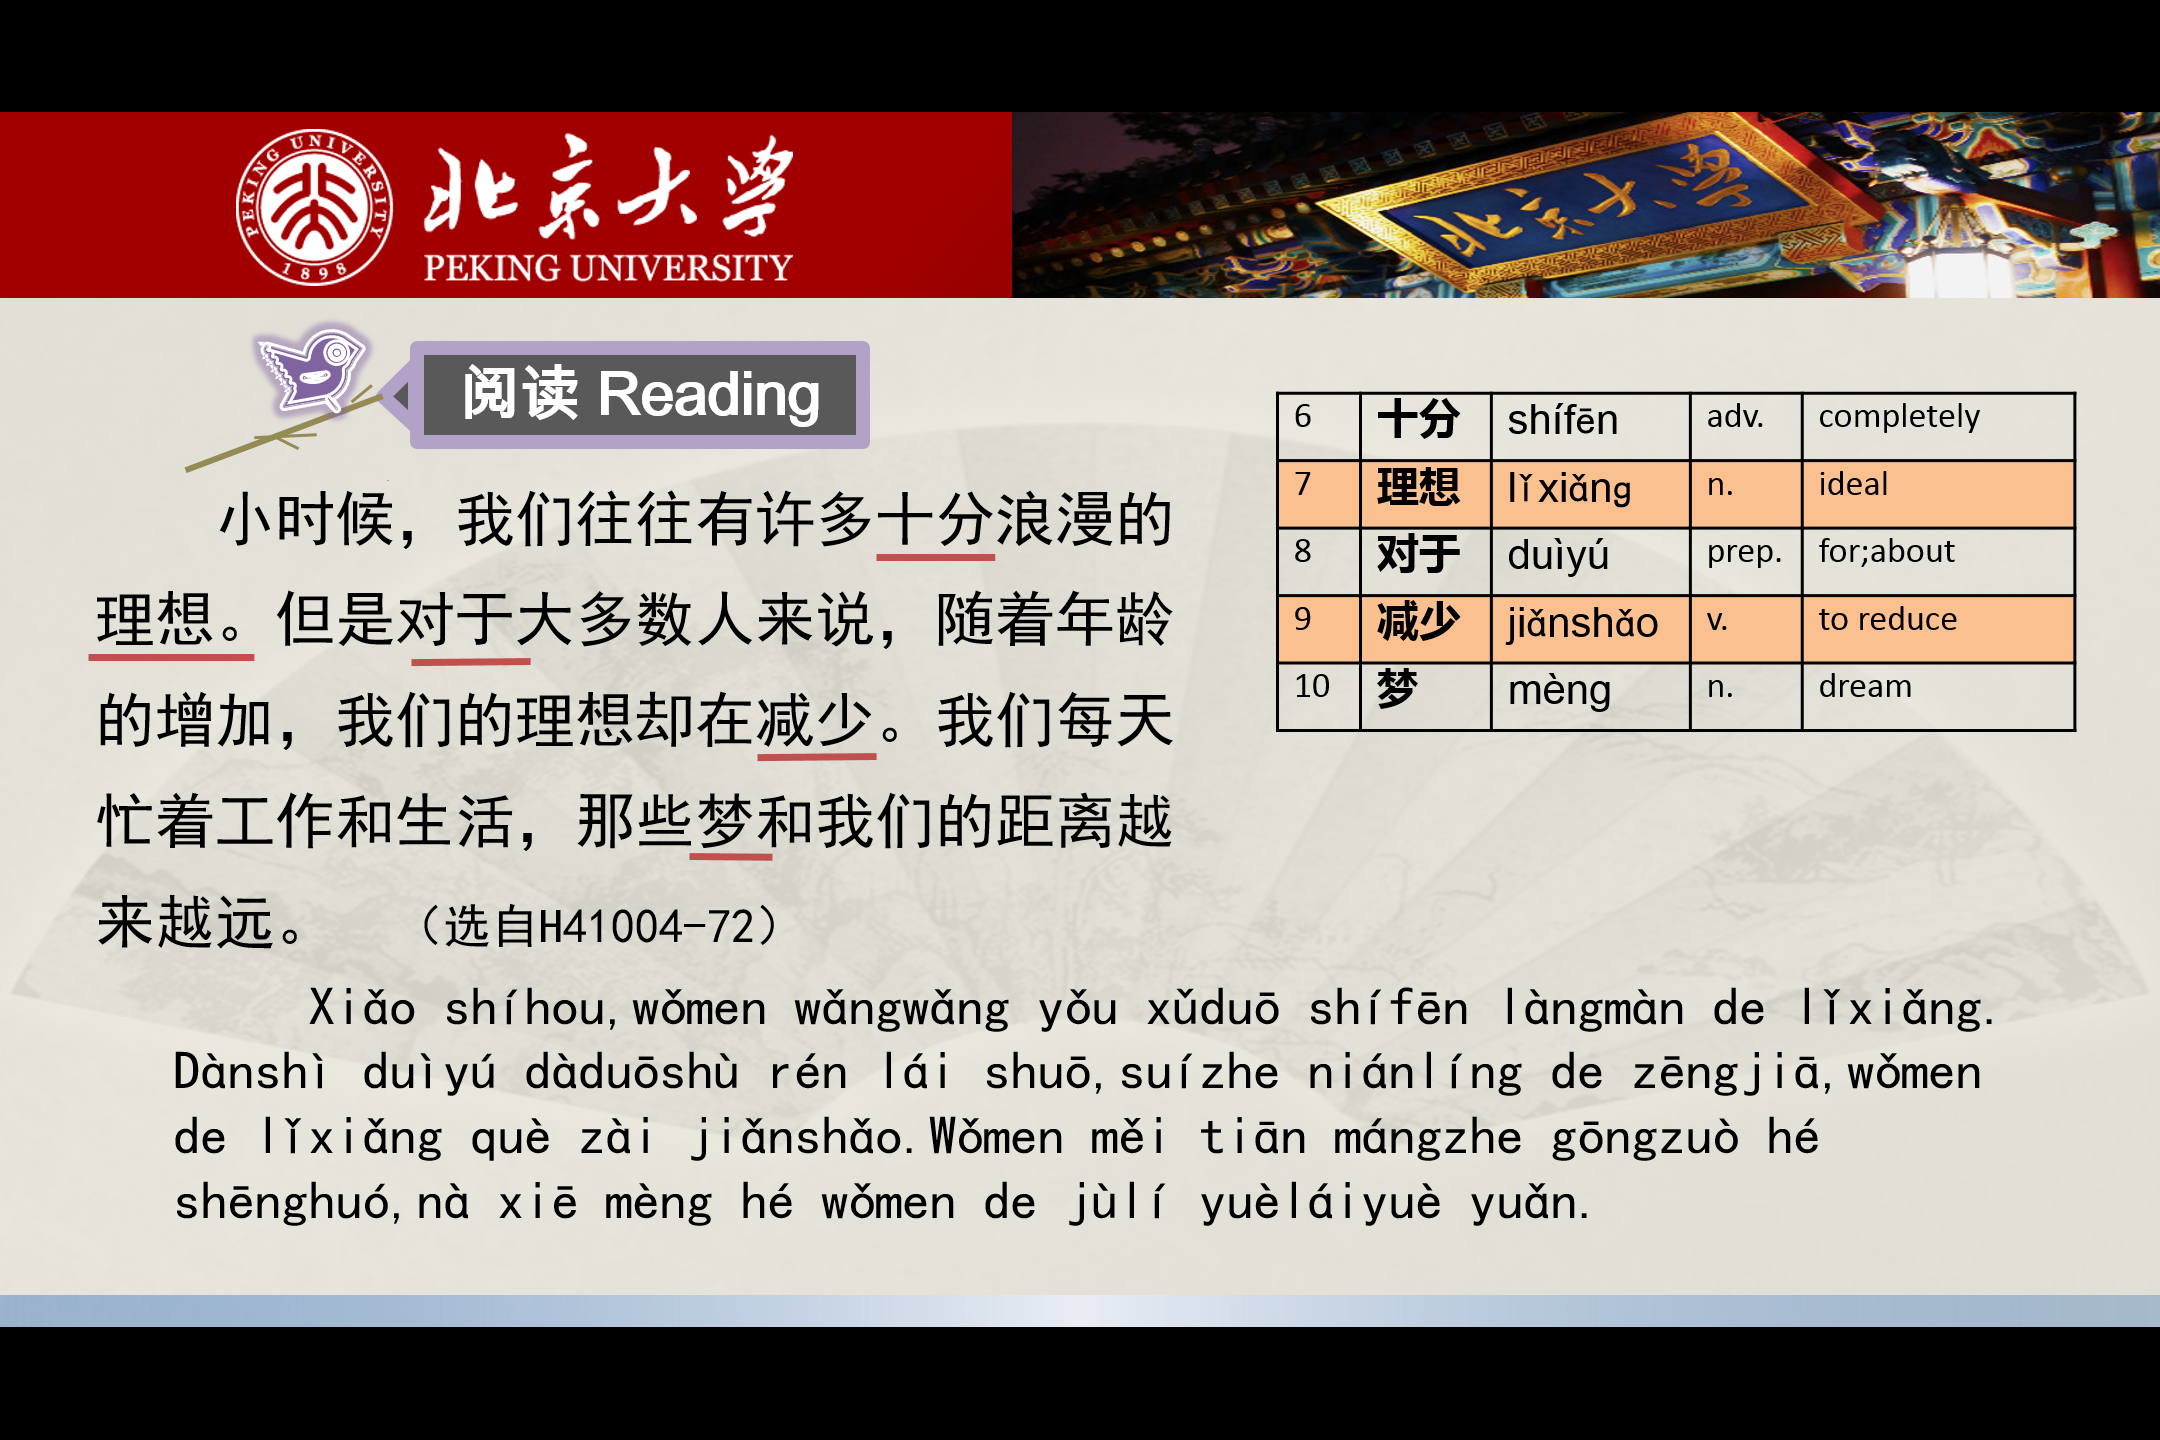 PEKING UNIVERSITY
1898
北京大学
PEKING UNIVERSITY
北京大学
阅读 Reading
小时候，我们往往有许多十分浪漫的
理想。但是对于大多数人来说，随着年龄
的增加，我们的理想却在减少。我们每天
忙着工作和生活，那些梦和我们的距离越
来越远。 （选自H41004-72）
6 十分 shífēn adv. completely
7 理想 lǐxiǎng n. ideal
8 对于 duìyú prep. for;about
9 减少 jiǎnshǎo v. to reduce
10 梦 mèng n. dream
Xiǎo shíhou,wǒmen wǎngwǎng yǒu xǔduō shífēn làngmàn de lǐxiǎng.
Dànshì duìyú dàduōshù rén lái shuō,suízhe niánlíng de zēngjiā,wǒmen
de lǐxiǎng què zài jiǎnshǎo.Wǒmen měi tiān mángzhe gōngzuò hé
shēnghuó,nà xiē mèng hé wǒmen de jùlí yuèláiyuè yuǎn.